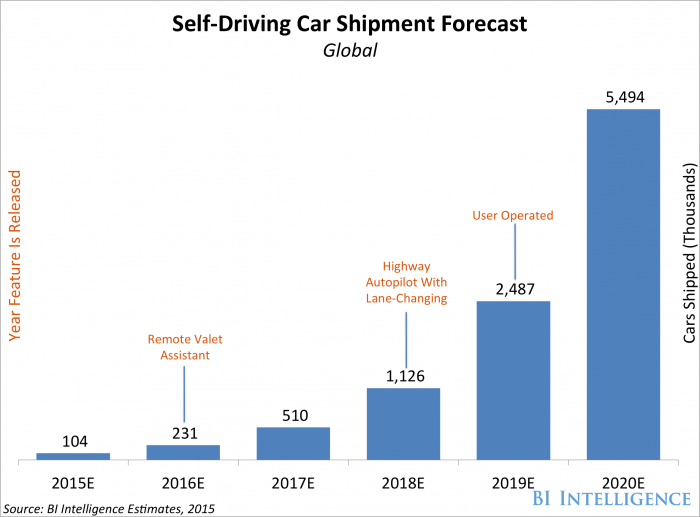 Self-Driving Car Shipment Forecast
Global
Year Feature Is Released
Cars Shipped (Thousands)
5,494
User Operated
2,487
Highway
Autopilot With
Lane-Changing
1,126
Remote Valet
Assistant
510
231
104
2015E 2016E 2017E 2018E 2019E 2020E
Source: BI Intelligence Estimates, 2015
BI INTELLIGENCE